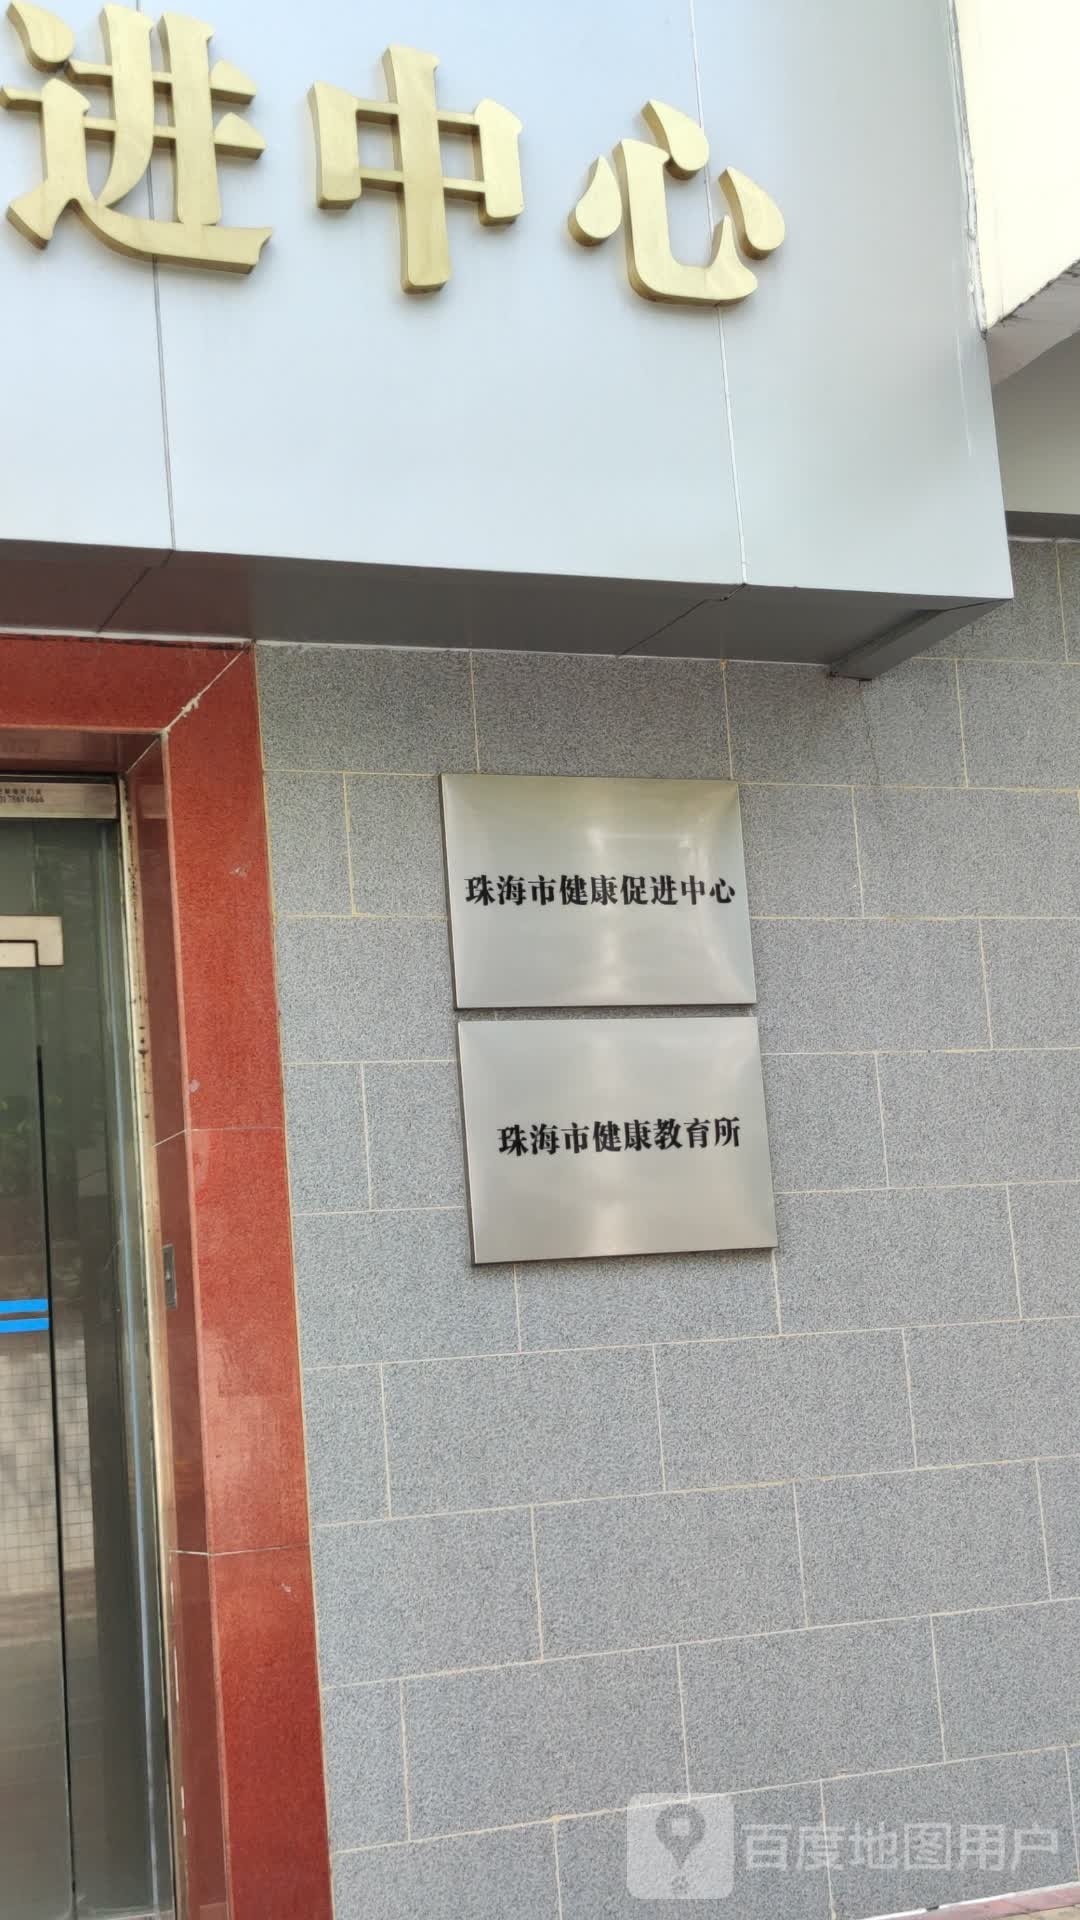 进中心
珠海市健康促进中心
珠海市健康教育所
百度地图用户